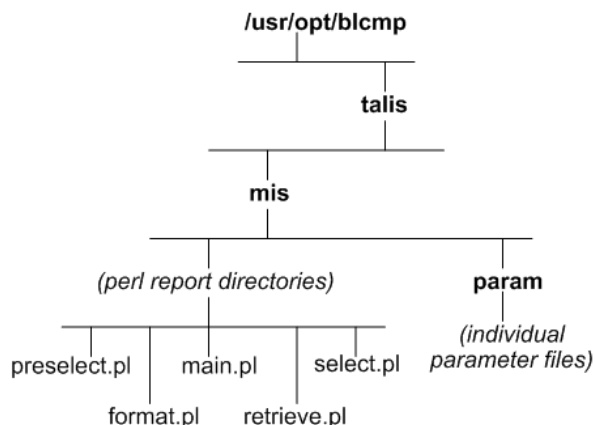 /usr/opt/blcmp
talis
mis
(perl report directories)
param
(individual
parameter files)
preselect.pl
main.pl
select.pl
format.pl
retrieve.pl